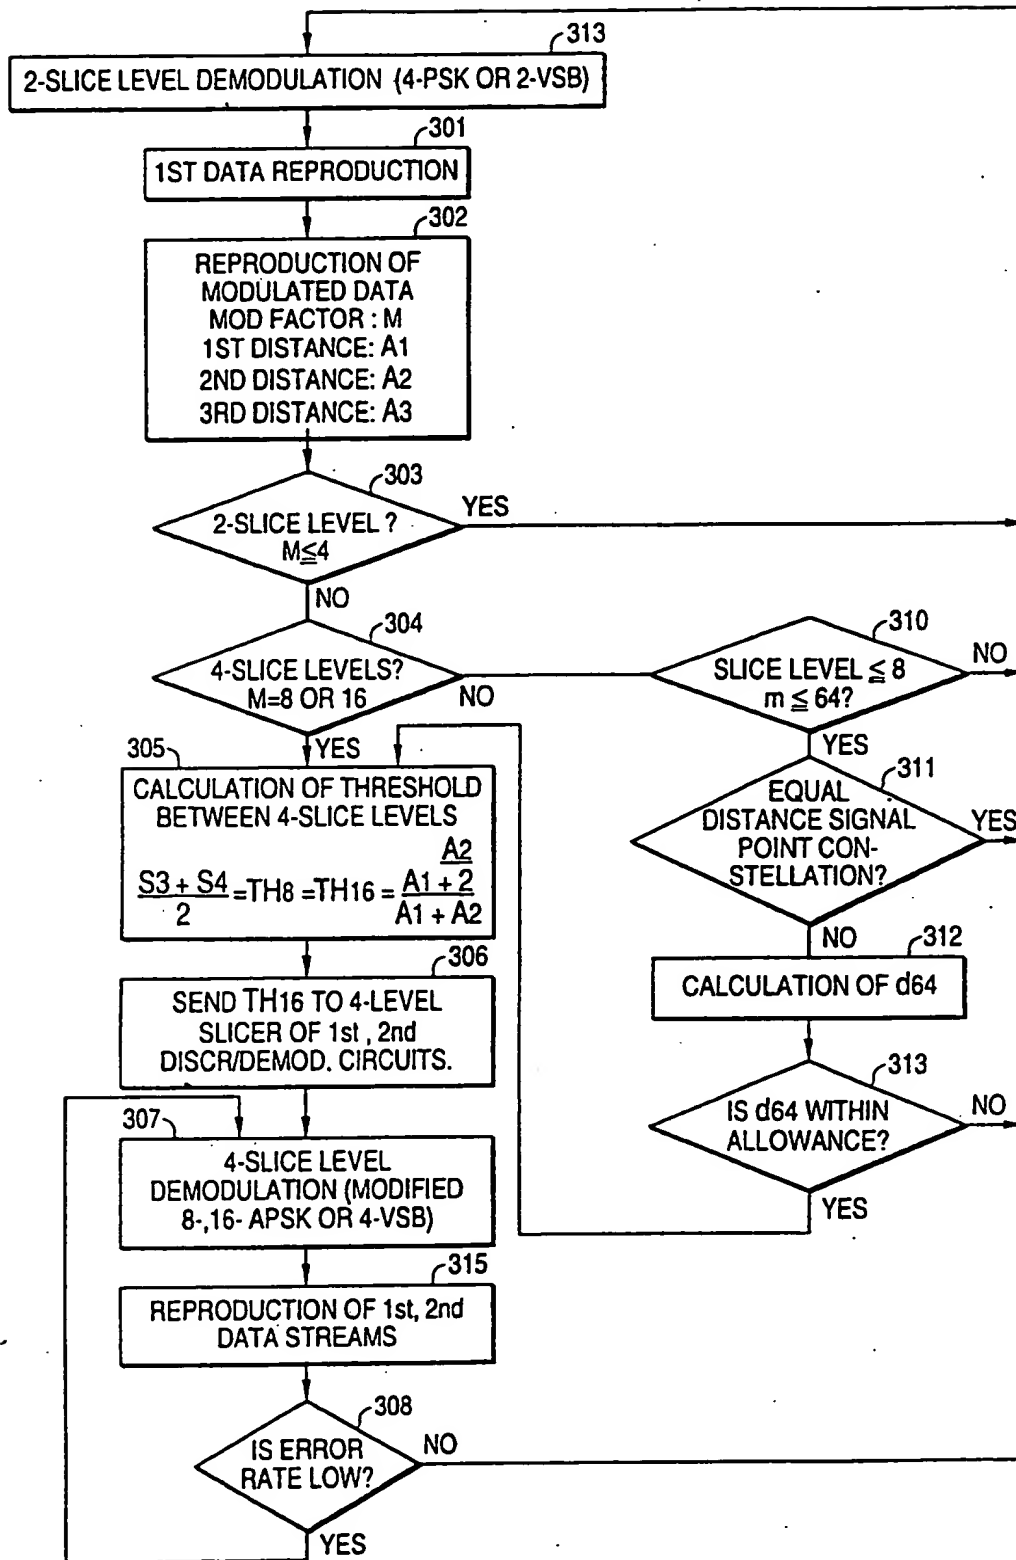 313
2-SLICE LEVEL DEMODULATION (4-PSK OR 2-VSB)
301
1ST DATA REPRODUCTION
302
REPRODUCTION OF
MODULATED DATA
MOD FACTOR : M
1ST DISTANCE: A1
2ND DISTANCE: A2
3RD DISTANCE: A3
303
2-SLICE LEVEL ?
M≦4
YES
NO
304
4-SLICE LEVELS?
M=8 OR 16
NO
YES
310
SLICE LEVEL ≦ 8
m ≦ 64?
NO
YES
311
EQUAL
DISTANCE SIGNAL
POINT CON-
STELLATION?
YES
NO
312
CALCULATION OF d64
313
IS d64 WITHIN
ALLOWANCE?
NO
YES
305
CALCULATION OF THRESHOLD
BETWEEN 4-SLICE LEVELS
A2
S3 + S4
2
=TH8 =TH16 =
A1 + 2
A1 + A2
306
SEND TH16 TO 4-LEVEL
SLICER OF 1st , 2nd
DISCR/DEMOD. CIRCUITS.
307
4-SLICE LEVEL
DEMODULATION (MODIFIED
8-,16- APSK OR 4-VSB)
315
REPRODUCTION OF 1st, 2nd
DATA STREAMS
308
IS ERROR
RATE LOW?
NO
YES